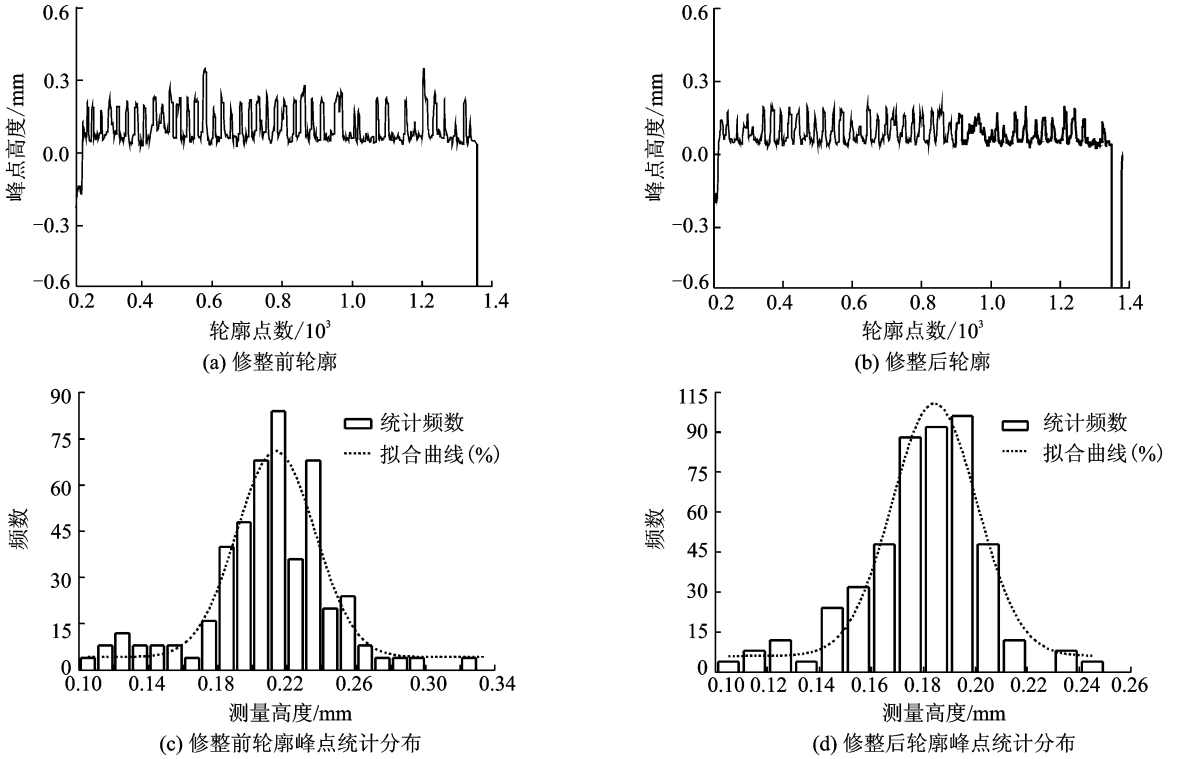 0.6
0.3
0.0
−0.3
−0.6
峰点高度/mm
0.2 0.4 0.6 0.8 1.0 1.2 1.4
轮廓点数/10³
(a) 修整前轮廓
0.6
0.3
0.0
−0.3
−0.6
峰点高度/mm
0.2 0.4 0.6 0.8 1.0 1.2 1.4
轮廓点数/10³
(b) 修整后轮廓
90
75
60
45
30
15
0
频数
统计频数
拟合曲线(%)
0.10 0.14 0.18 0.22 0.26 0.30 0.34
测量高度/mm
(c) 修整前轮廓峰点统计分布
115
90
75
60
45
30
15
0
频数
统计频数
拟合曲线(%)
0.10 0.12 0.14 0.16 0.18 0.20 0.22 0.24 0.26
测量高度/mm
(d) 修整后轮廓峰点统计分布